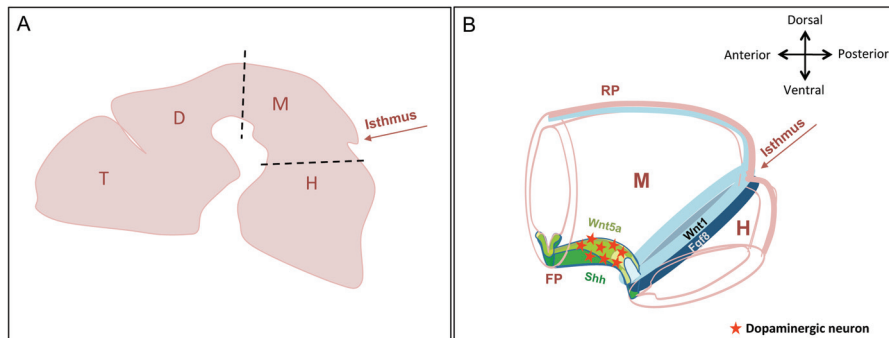 A
D
M
Isthmus
T
H
B
Dorsal
Anterior
Posterior
Ventral
RP
Isthmus
M
Wnt1
Fgf8
H
Wnt5a
FP
Shh
Dopaminergic neuron